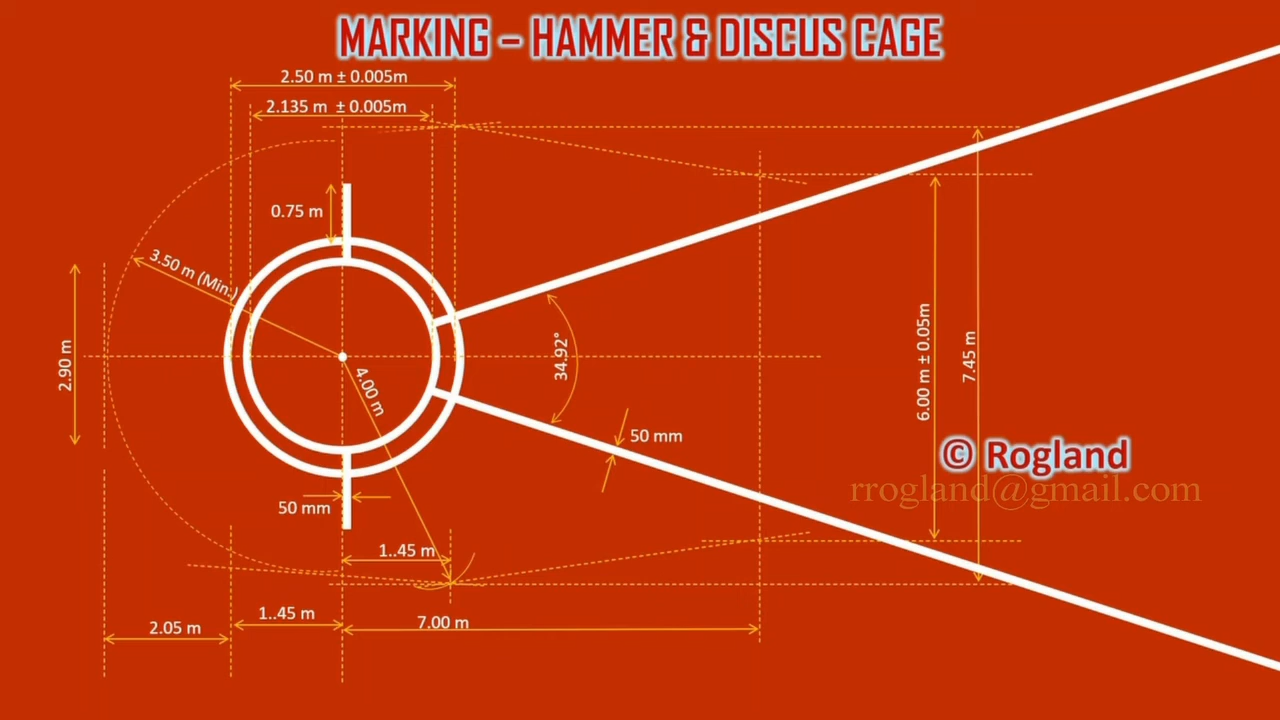 MARKING – HAMMER & DISCUS CAGE
2.50 m ± 0.005m
2.135 m ± 0.005m
0.75 m
3.50 m (Min.)
2.90 m
4.00 m
34.92°
6.00 m ± 0.05m
7.45 m
50 mm
© Rogland
rrogland@gmail.com
50 mm
1..45 m
1..45 m
7.00 m
2.05 m